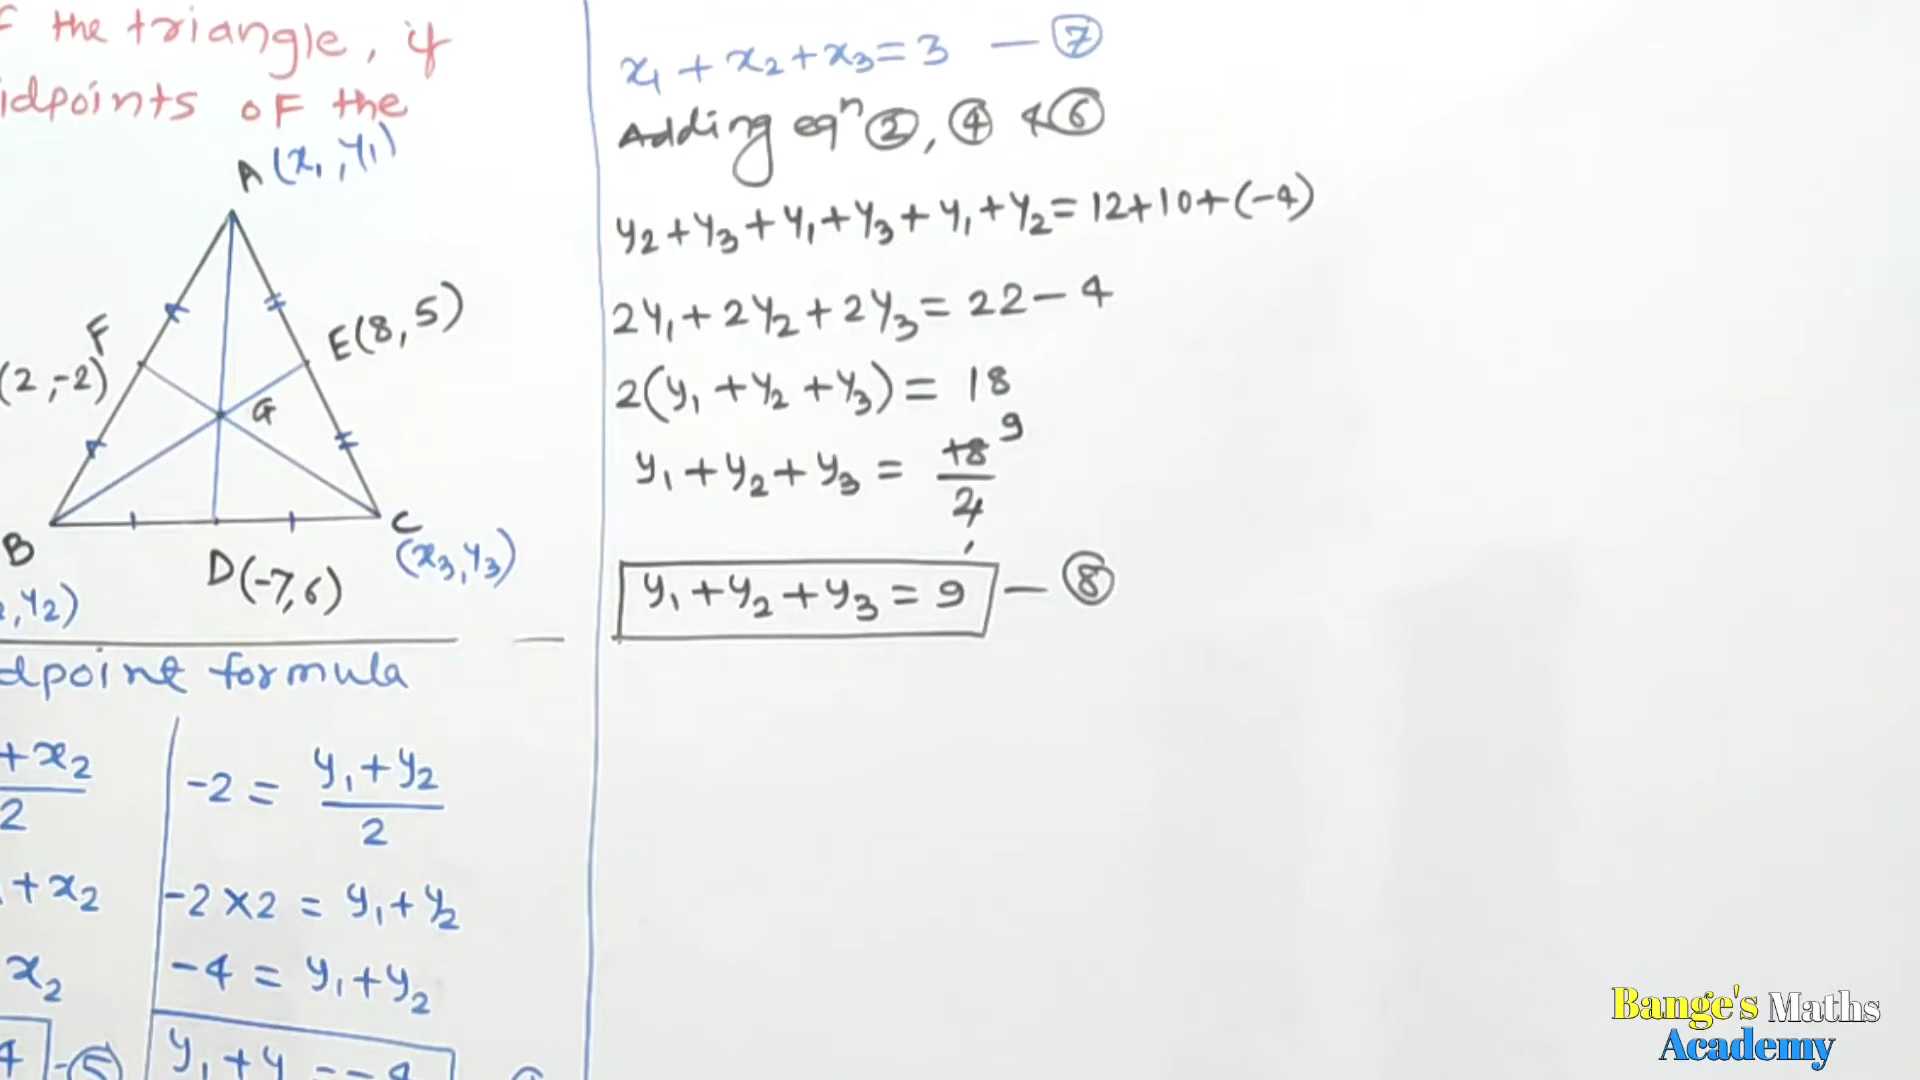 f the triangle, if
idpoints of the
A (x₁, y₁)
F
(2, -2)
E(8, 5)
G
B
, y₂)
D(-7, 6)
C
(x₃, y₃)
dpoint formula
+ x₂
2
-2 = y₁ + y₂
2
+ x₂
-2 × 2 = y₁ + y₂
x₂
-4 = y₁ + y₂
4 - ⑤
x₁ + x₂ + x₃ = 3 — ⑦
Adding eqⁿ ②, ④ & ⑥
y₂ + y₃ + y₁ + y₃ + y₁ + y₂ = 12 + 10 + (-4)
2y₁ + 2y₂ + 2y₃ = 22 - 4
2(y₁ + y₂ + y₃) = 18
y₁ + y₂ + y₃ = 18 9
2
y₁ + y₂ + y₃ = 9 — ⑧
Bange's Maths
Academy